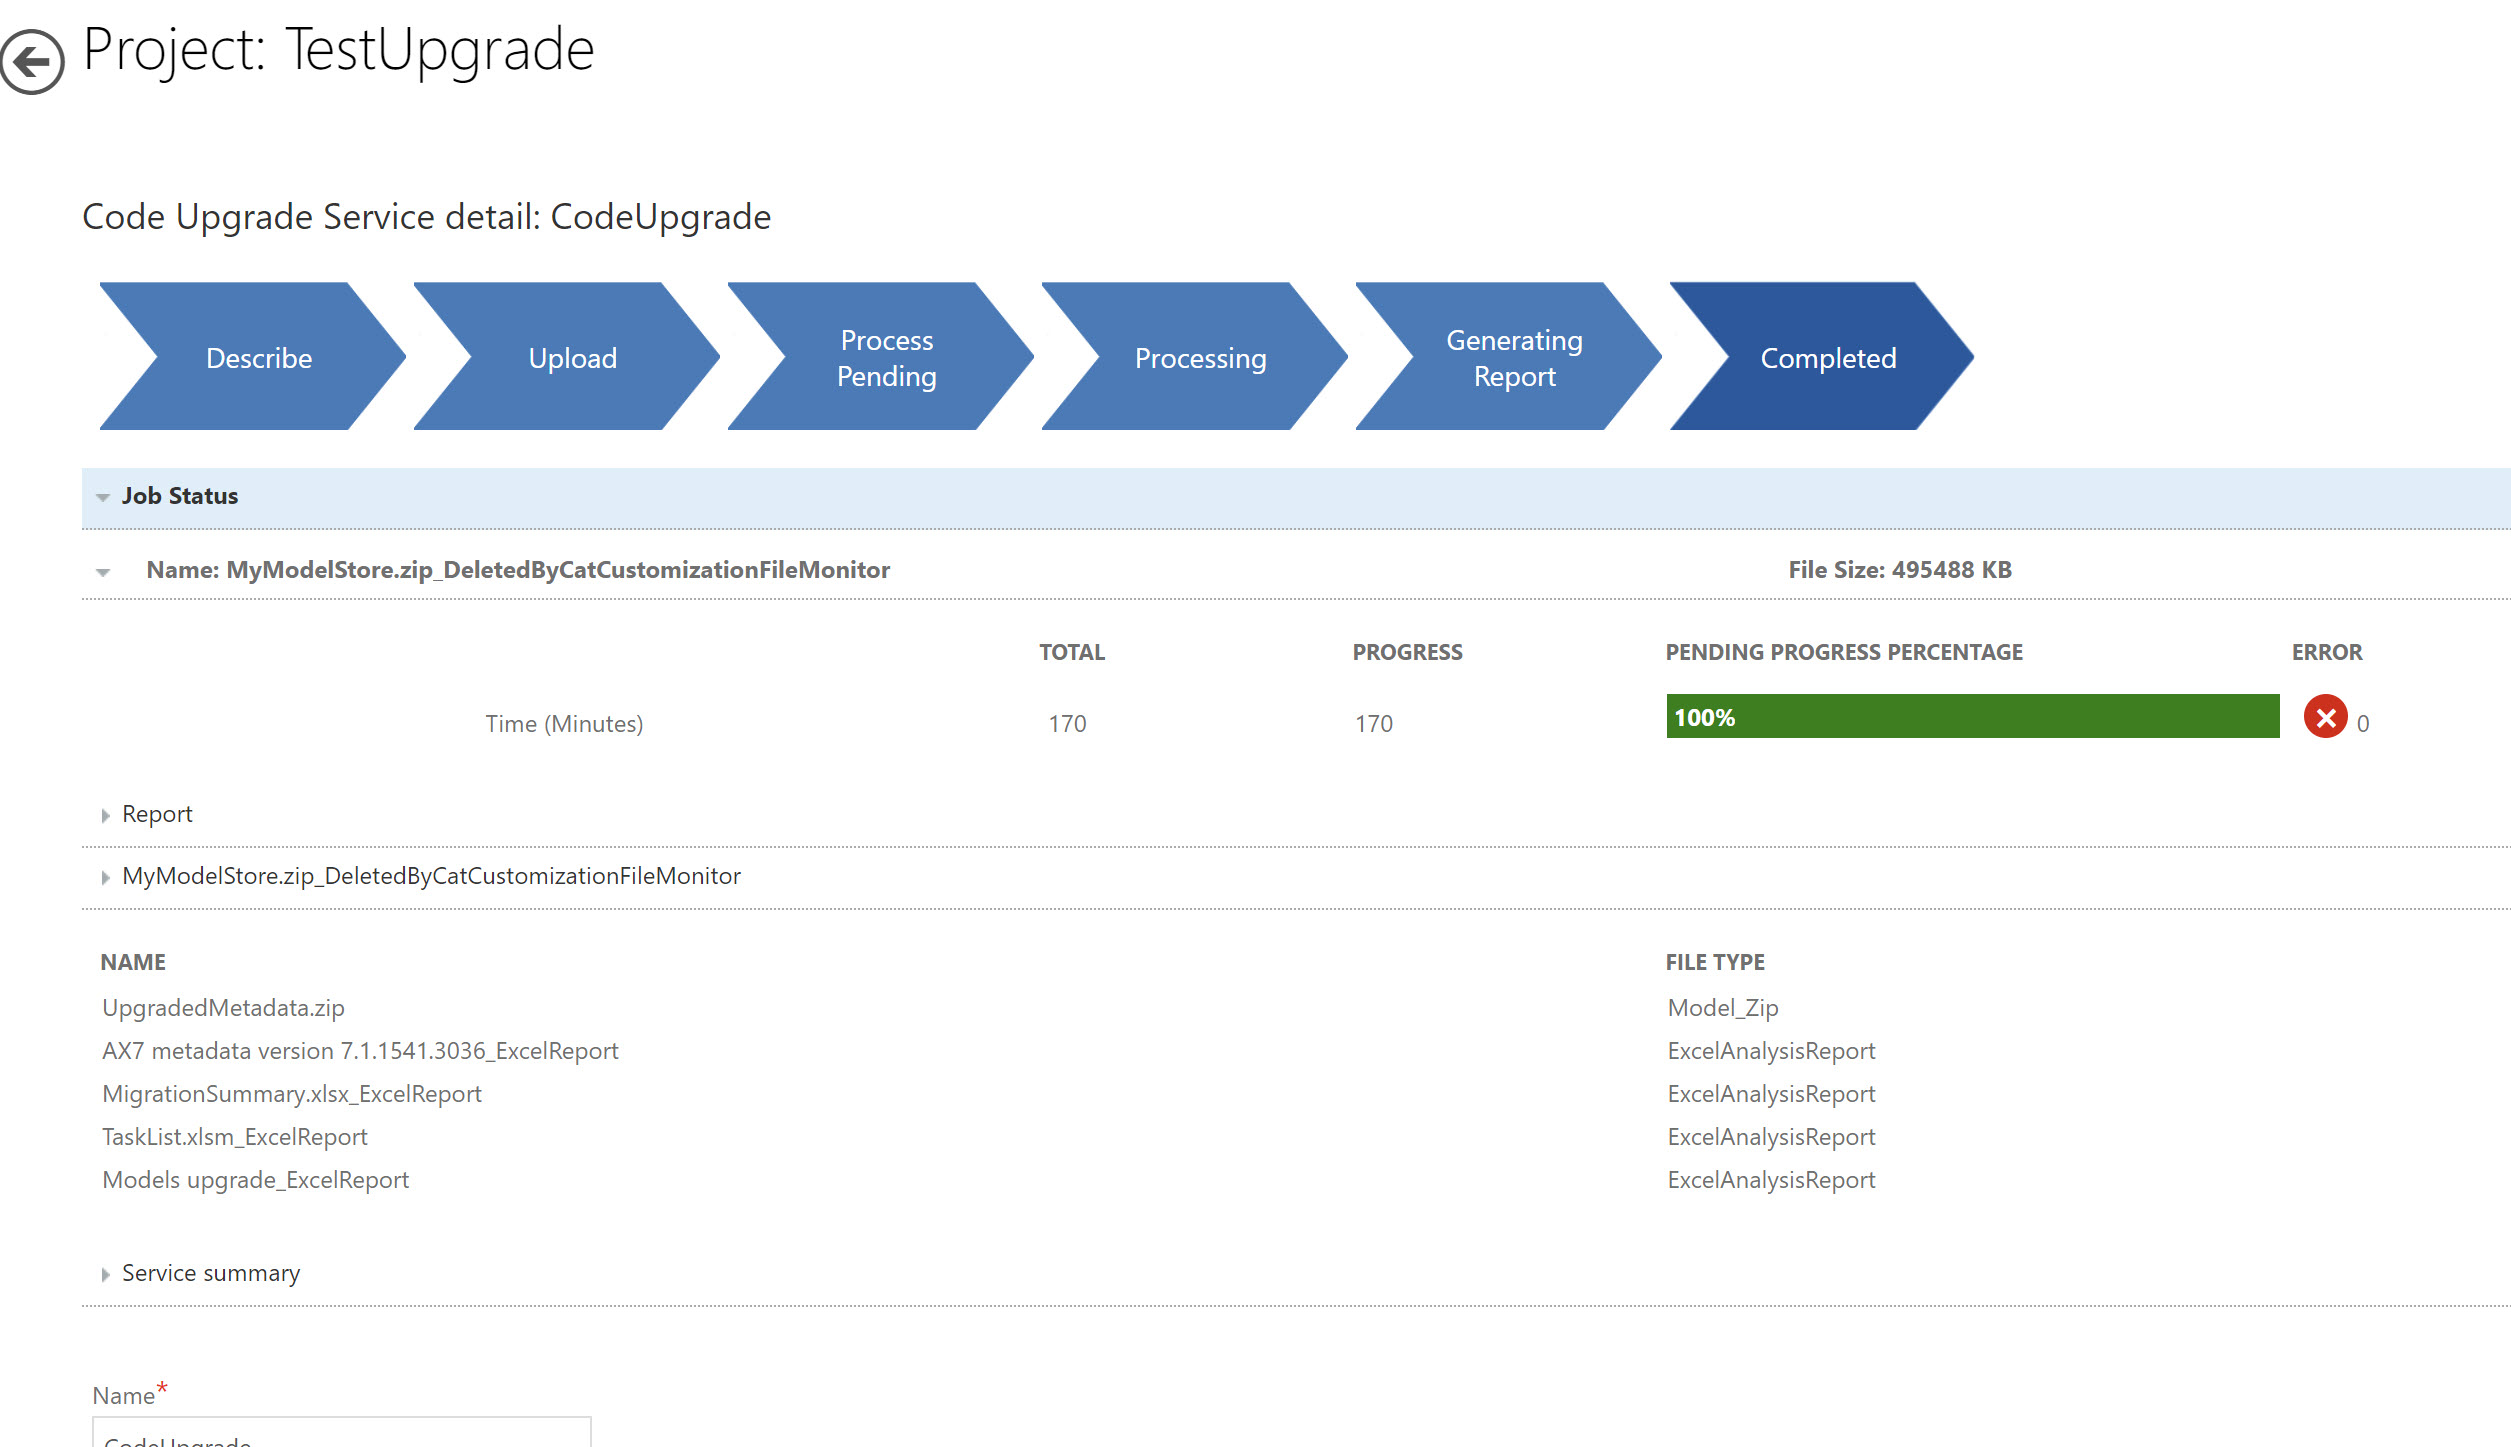 Project: TestUpgrade
Code Upgrade Service detail: CodeUpgrade
Describe
Upload
Process
Pending
Processing
Generating
Report
Completed
Job Status
Name: MyModelStore.zip_DeletedByCatCustomizationFileMonitor File Size: 495488 KB
TOTAL PROGRESS PENDING PROGRESS PERCENTAGE ERROR
Time (Minutes) 170 170 100% 0
Report
MyModelStore.zip_DeletedByCatCustomizationFileMonitor
NAME FILE TYPE
UpgradedMetadata.zip Model_Zip
AX7 metadata version 7.1.1541.3036_ExcelReport ExcelAnalysisReport
MigrationSummary.xlsx_ExcelReport ExcelAnalysisReport
TaskList.xlsm_ExcelReport ExcelAnalysisReport
Models upgrade_ExcelReport ExcelAnalysisReport
Service summary
Name*
CodeUpgrade